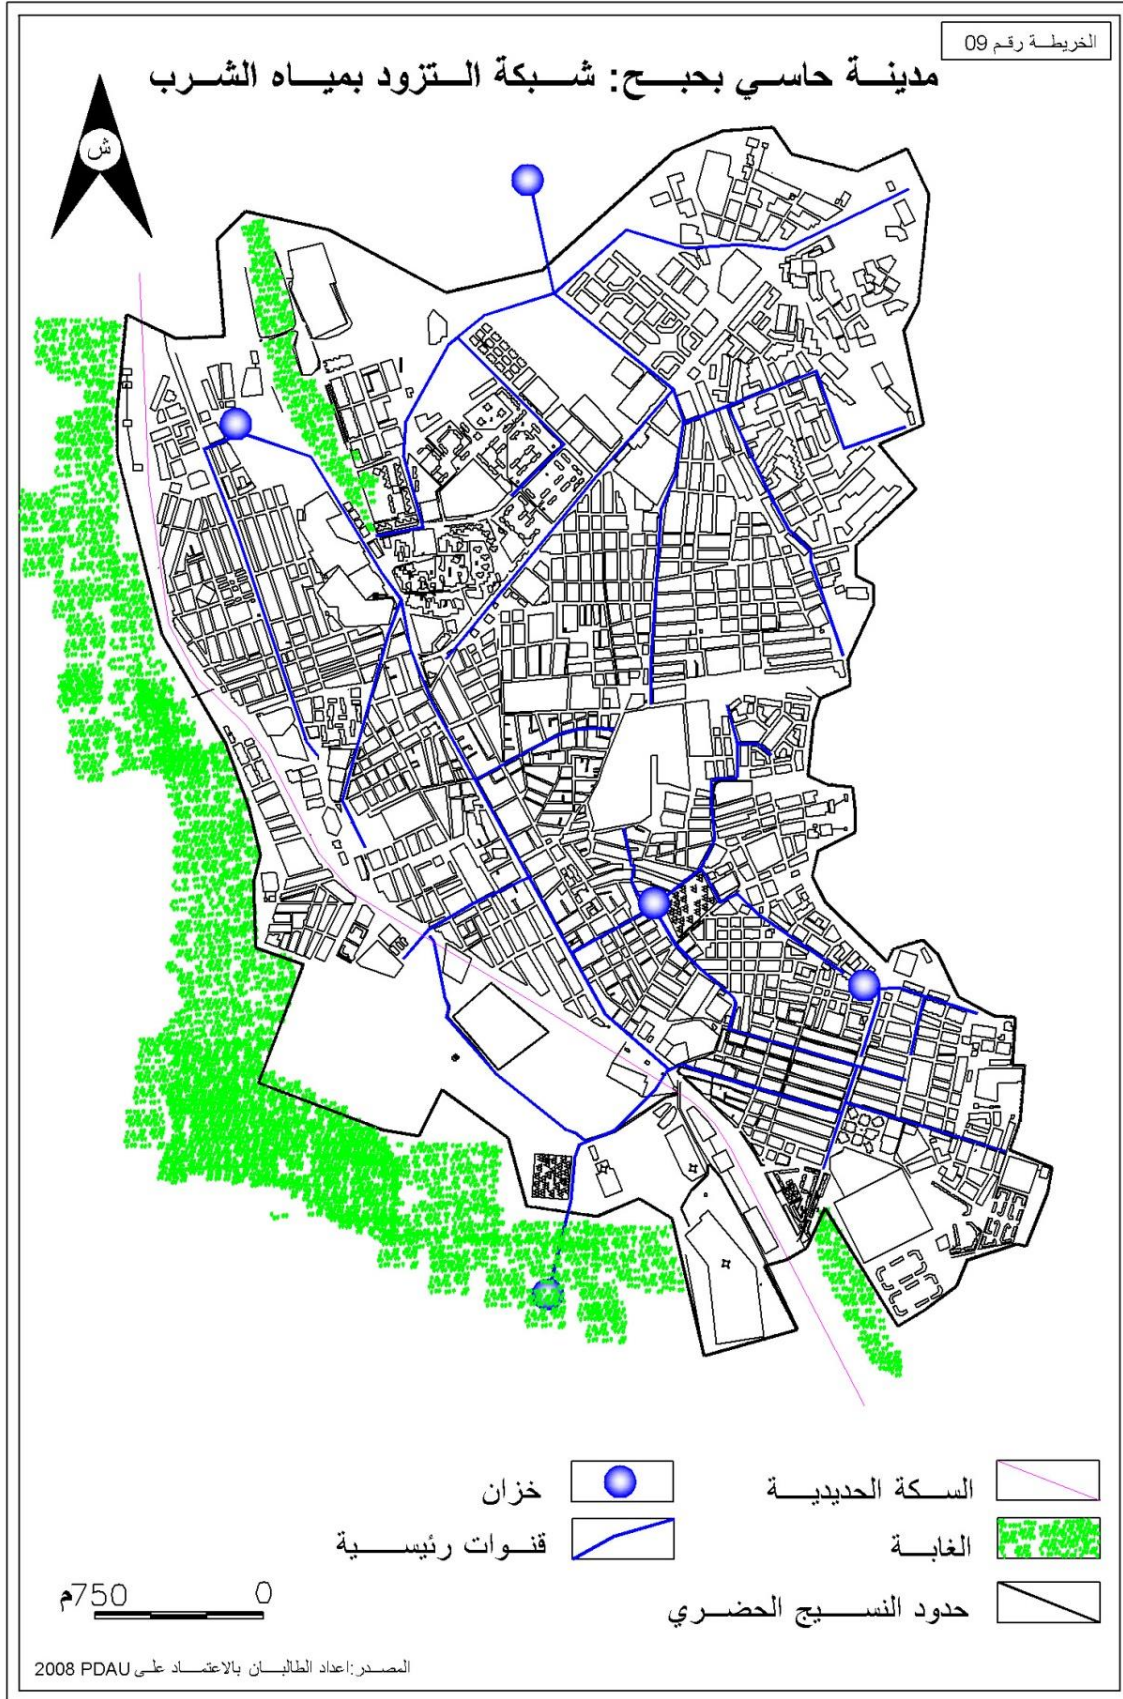 الخريطة رقم 09
مدينة حاسي بحبح: شبكة التزود بمياه الشرب
ش
السكة الحديدية
خزان
الغابة
قنوات رئيسية
حدود النسيج الحضري
0
750م
المصدر:اعداد الطالبان بالاعتماد على PDAU 2008